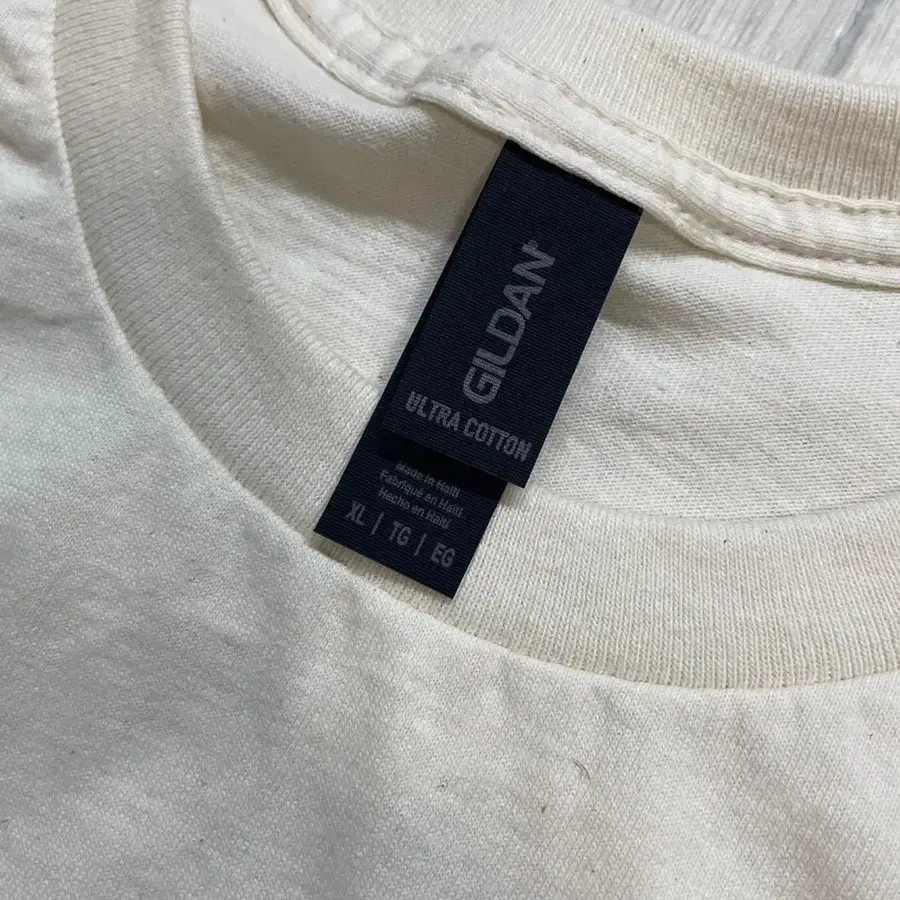 GILDAN®
ULTRA COTTON
Made in Haiti
Fabriqué en Haïti
Hecho en Haití
XL | TG | EG